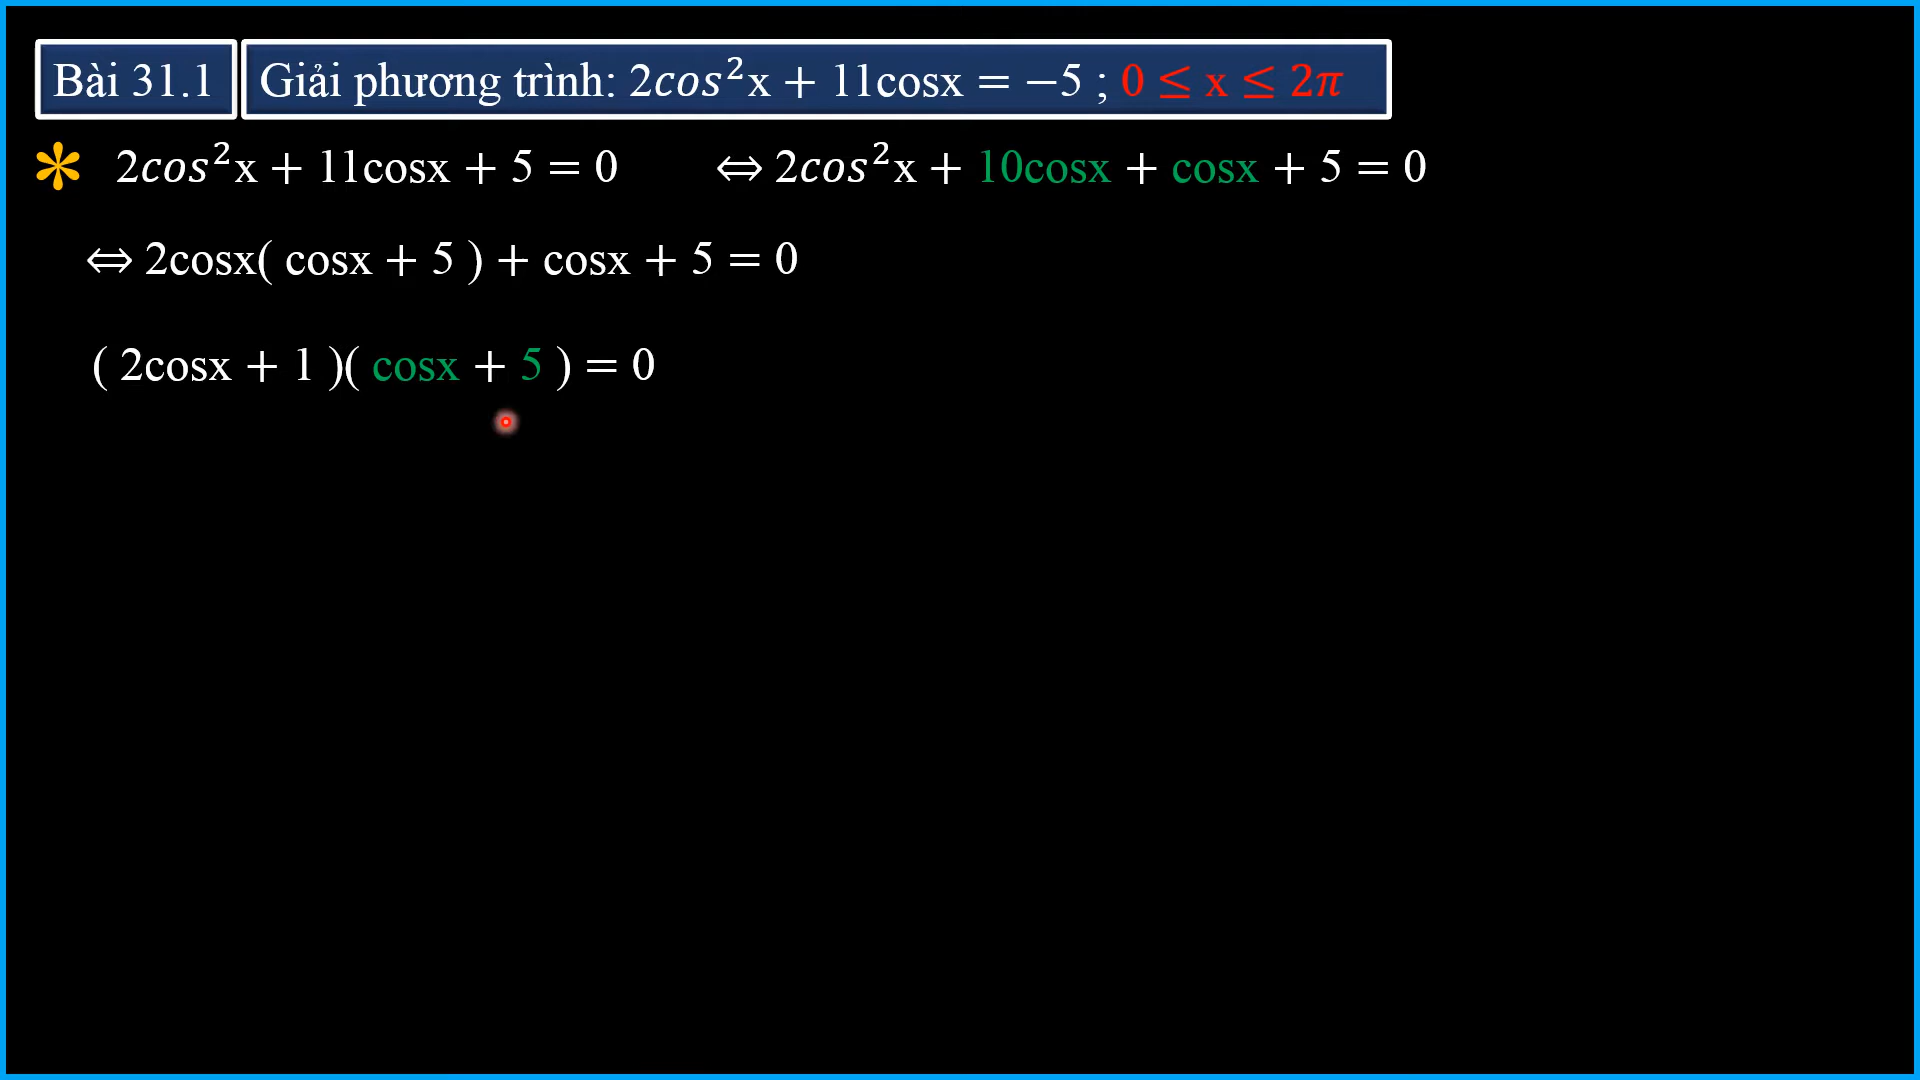 Bài 31.1 Giải phương trình: 2cos²x + 11cosx = −5 ; 0 ≤ x ≤ 2π
* 2cos²x + 11cosx + 5 = 0 ⇔ 2cos²x + 10cosx + cosx + 5 = 0
⇔ 2cosx( cosx + 5 ) + cosx + 5 = 0
( 2cosx + 1 )( cosx + 5 ) = 0